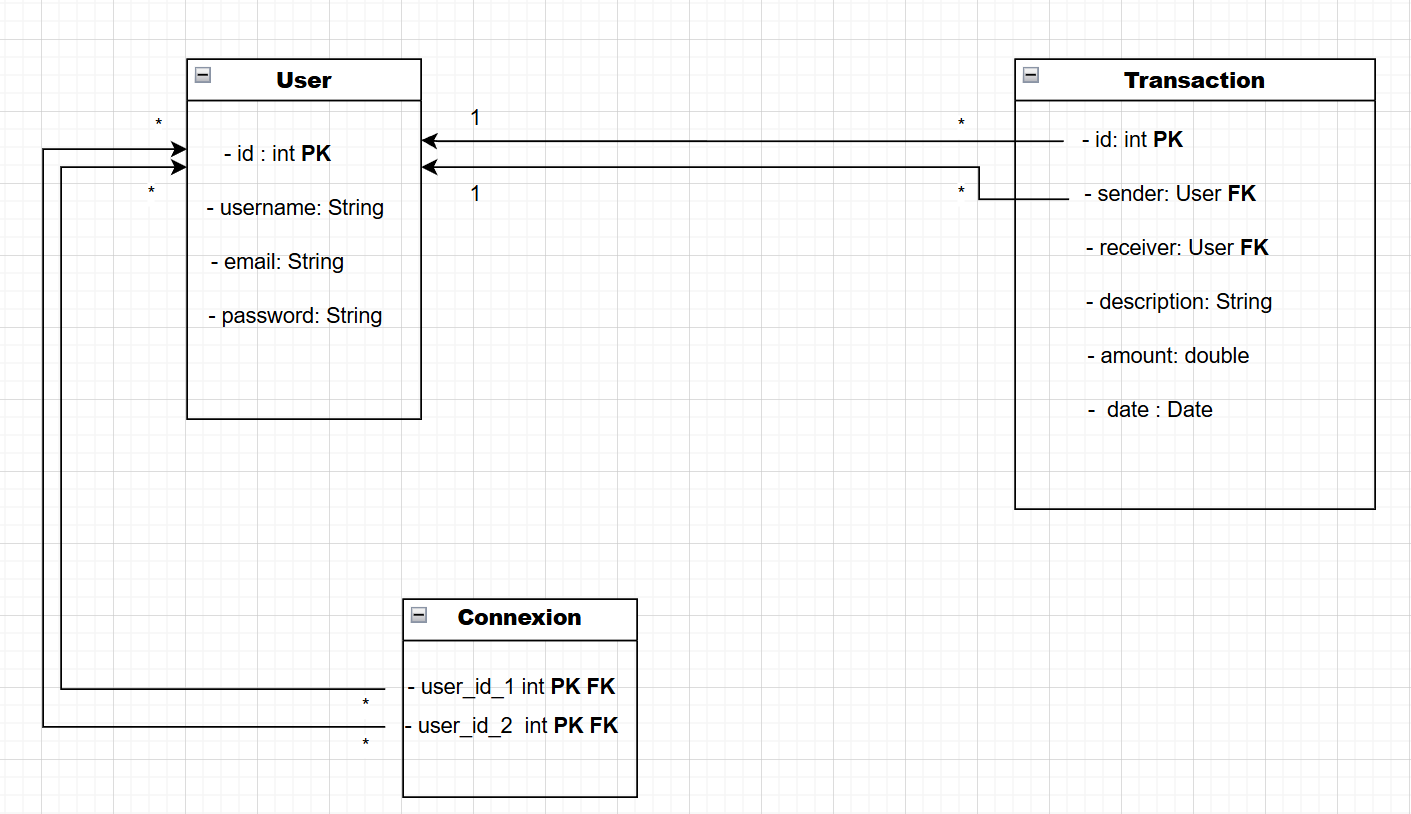 User
- id : int PK
- username: String
- email: String
- password: String
*
*
1
1
*
*
Transaction
- id: int PK
- sender: User FK
- receiver: User FK
- description: String
- amount: double
- date : Date
Connexion
- user_id_1 int PK FK
- user_id_2 int PK FK
*
*